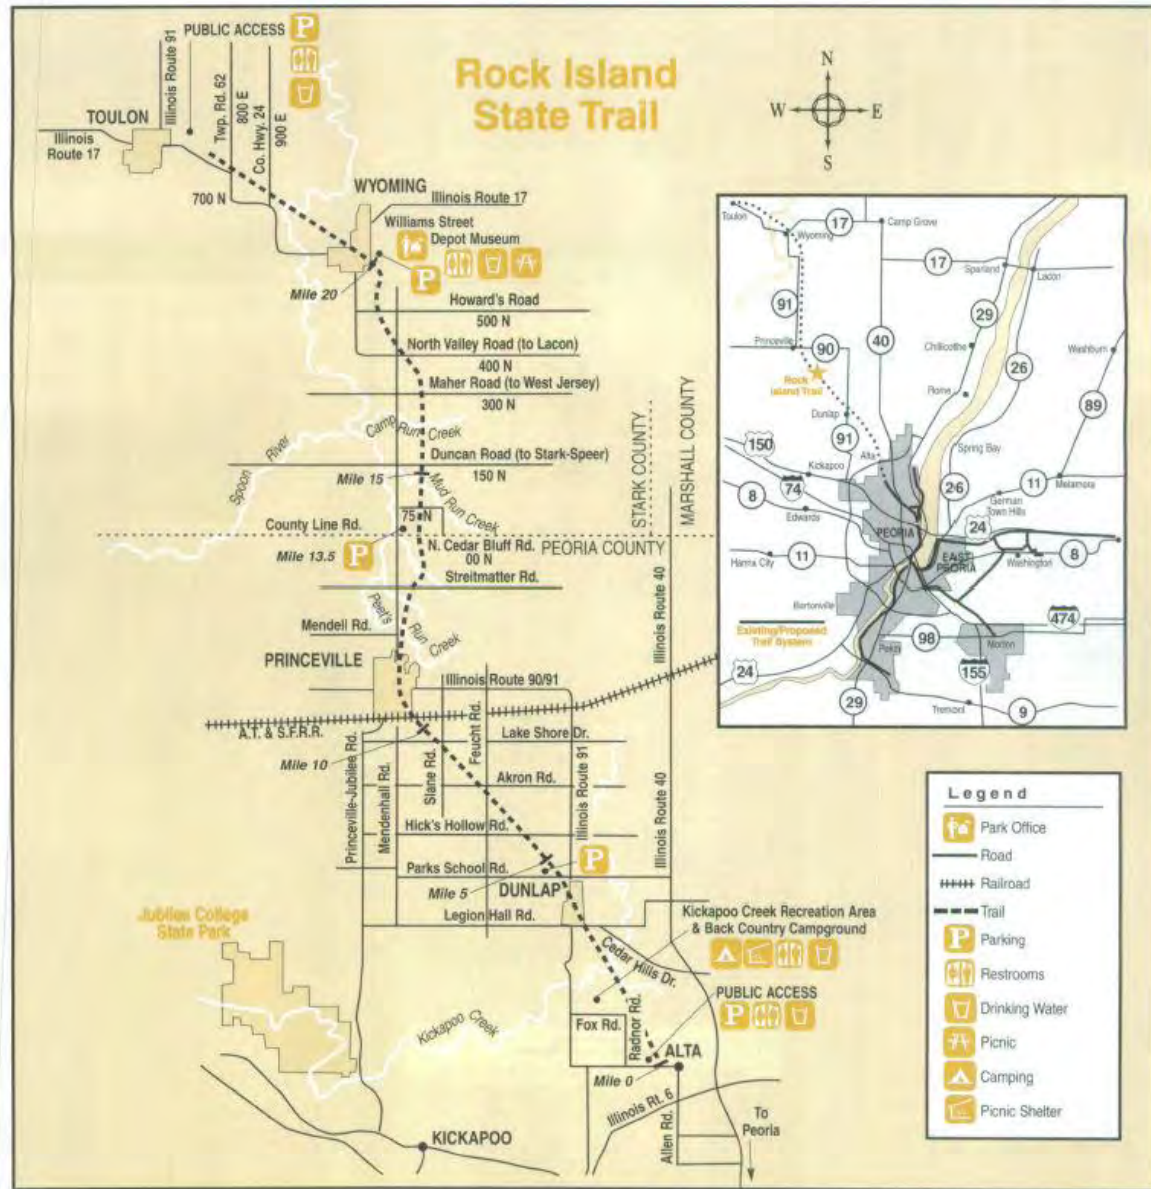 Rock Island
State Trail
N
W
E
S
PUBLIC ACCESS
P
Illinois Route 91
Twp. Rd. 62
800 E
Co. Hwy. 24
900 E
TOULON
Illinois
Route 17
700 N
WYOMING
Illinois Route 17
Williams Street
Depot Museum
P
Mile 20
Howard's Road
500 N
North Valley Road (to Lacon)
400 N
Maher Road (to West Jersey)
300 N
Camp Run Creek
Spoon River
Duncan Road (to Stark-Speer)
150 N
Mile 15
Mud Run Creek
STARK COUNTY
MARSHALL COUNTY
75 N
County Line Rd.
N. Cedar Bluff Rd.
00 N
PEORIA COUNTY
Mile 13.5
P
Streitmatter Rd.
Peet's Run Creek
Illinois Route 40
Mendell Rd.
PRINCEVILLE
Illinois Route 90/91
A.T. & S.F.R.R.
Lake Shore Dr.
Mile 10
Princeville-Jubilee Rd.
Mendenhall Rd.
Slane Rd.
Feucht Rd.
Illinois Route 91
Illinois Route 40
Akron Rd.
Hick's Hollow Rd.
Parks School Rd.
P
Mile 5
DUNLAP
Legion Hall Rd.
Jubilee College
State Park
Kickapoo Creek Recreation Area
& Back Country Campground
Cedar Hills Dr.
PUBLIC ACCESS
P
Kickapoo Creek
Fox Rd.
Radnor Rd.
ALTA
Mile 0
Illinois Rt. 6
Allen Rd.
To
Peoria
KICKAPOO
Toulon
Wyoming
17
Camp Grove
17
Sparland
Lacon
91
29
40
Princeville
90
Chillicothe
Washburn
26
Rock
Island Trail
Rome
89
Dunlap
91
150
Alta
Spring Bay
Kickapoo
74
26
11
Metamora
8
German
Town Hills
Edwards
PEORIA
24
11
EAST
PEORIA
Washington
8
Hanna City
Bartonville
474
Existing/Proposed
Trail System
98
Morton
Pekin
24
155
29
Tremont
9
Legend
Park Office
Road
Railroad
Trail
P Parking
Restrooms
Drinking Water
Picnic
Camping
Picnic Shelter